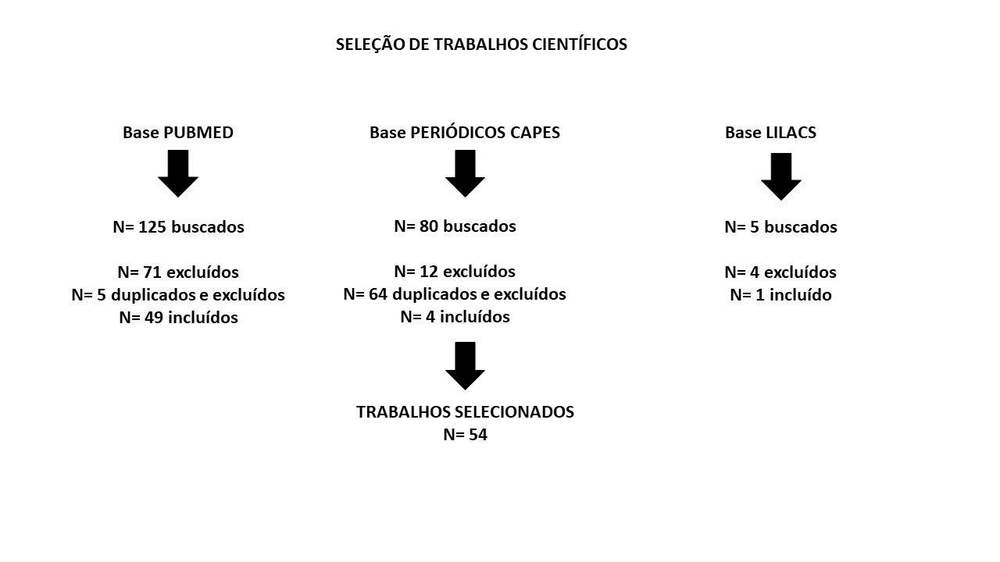 SELEÇÃO DE TRABALHOS CIENTÍFICOS
Base PUBMED
N= 125 buscados
N= 71 excluídos
N= 5 duplicados e excluídos
N= 49 incluídos
Base PERIÓDICOS CAPES
N= 80 buscados
N= 12 excluídos
N= 64 duplicados e excluídos
N= 4 incluídos
Base LILACS
N= 5 buscados
N= 4 excluídos
N= 1 incluído
TRABALHOS SELECIONADOS
N= 54